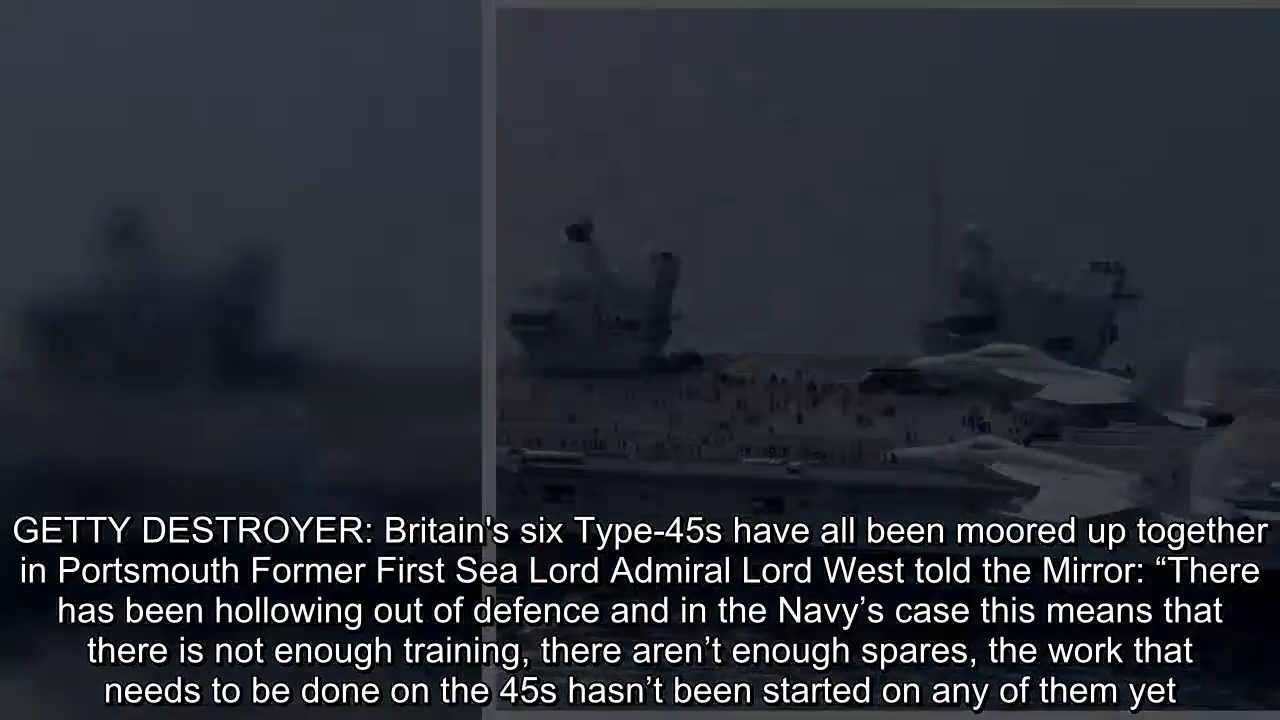 GETTY DESTROYER: Britain's six Type-45s have all been moored up together
in Portsmouth Former First Sea Lord Admiral Lord West told the Mirror: “There
has been hollowing out of defence and in the Navy’s case this means that
there is not enough training, there aren’t enough spares, the work that
needs to be done on the 45s hasn’t been started on any of them yet